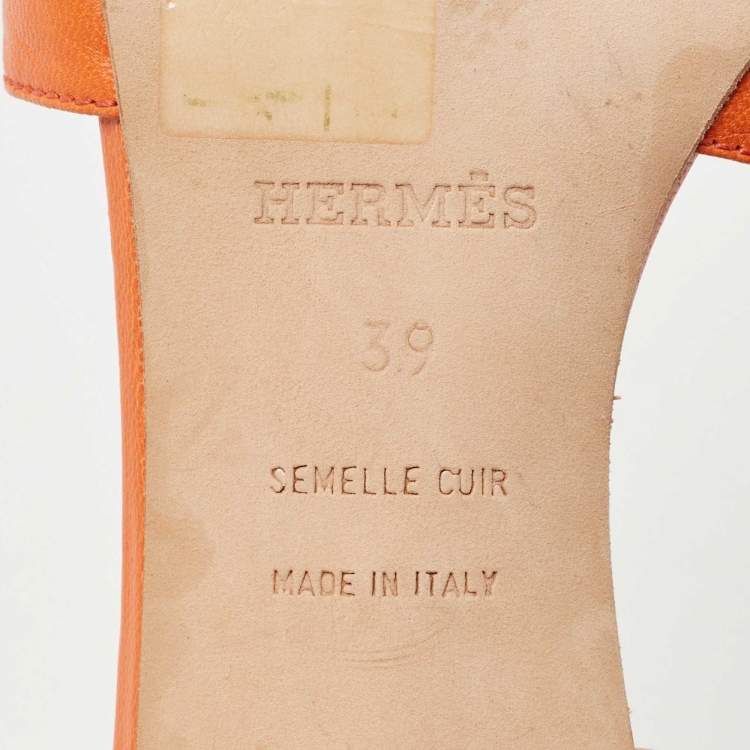 HERMÈS
39
SEMELLE CUIR
MADE IN ITALY